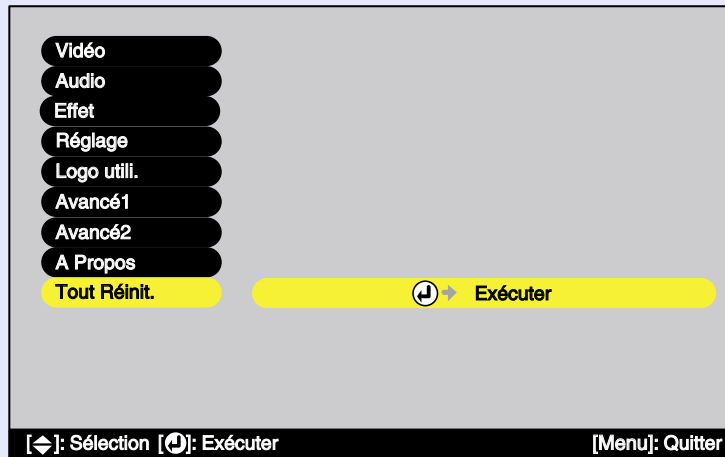 Vidéo
Audio
Effet
Réglage
Logo utili.
Avancé1
Avancé2
A Propos
Tout Réinit. Exécuter
[]: Sélection []: Exécuter [Menu]: Quitter